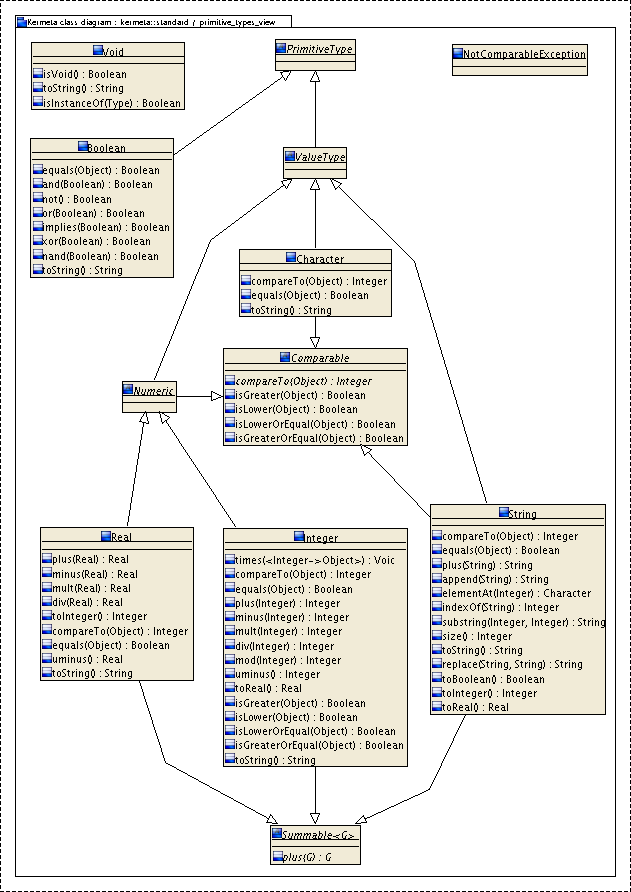 Kermeta class diagram : kermeta::standard / primitive_types_view
Void
isVoid() : Boolean
toString() : String
isInstanceOf(Type) : Boolean
PrimitiveType
NotComparableException
Boolean
equals(Object) : Boolean
and(Boolean) : Boolean
not() : Boolean
or(Boolean) : Boolean
implies(Boolean) : Boolean
xor(Boolean) : Boolean
nand(Boolean) : Boolean
toString() : String
ValueType
Character
compareTo(Object) : Integer
equals(Object) : Boolean
toString() : String
Comparable
compareTo(Object) : Integer
isGreater(Object) : Boolean
isLower(Object) : Boolean
isLowerOrEqual(Object) : Boolean
isGreaterOrEqual(Object) : Boolean
Numeric
Real
plus(Real) : Real
minus(Real) : Real
mult(Real) : Real
div(Real) : Real
toInteger() : Integer
compareTo(Object) : Integer
equals(Object) : Boolean
uminus() : Real
toString() : String
Integer
times(<Integer->Object>) : Voic
compareTo(Object) : Integer
equals(Object) : Boolean
plus(Integer) : Integer
minus(Integer) : Integer
mult(Integer) : Integer
div(Integer) : Integer
mod(Integer) : Integer
uminus() : Integer
toReal() : Real
isGreater(Object) : Boolean
isLower(Object) : Boolean
isLowerOrEqual(Object) : Boolean
isGreaterOrEqual(Object) : Boolean
toString() : String
String
compareTo(Object) : Integer
equals(Object) : Boolean
plus(String) : String
append(String) : String
elementAt(Integer) : Character
indexOf(String) : Integer
substring(Integer, Integer) : String
size() : Integer
toString() : String
replace(String, String) : String
toBoolean() : Boolean
toInteger() : Integer
toReal() : Real
Summable<G>
plus(G) : G